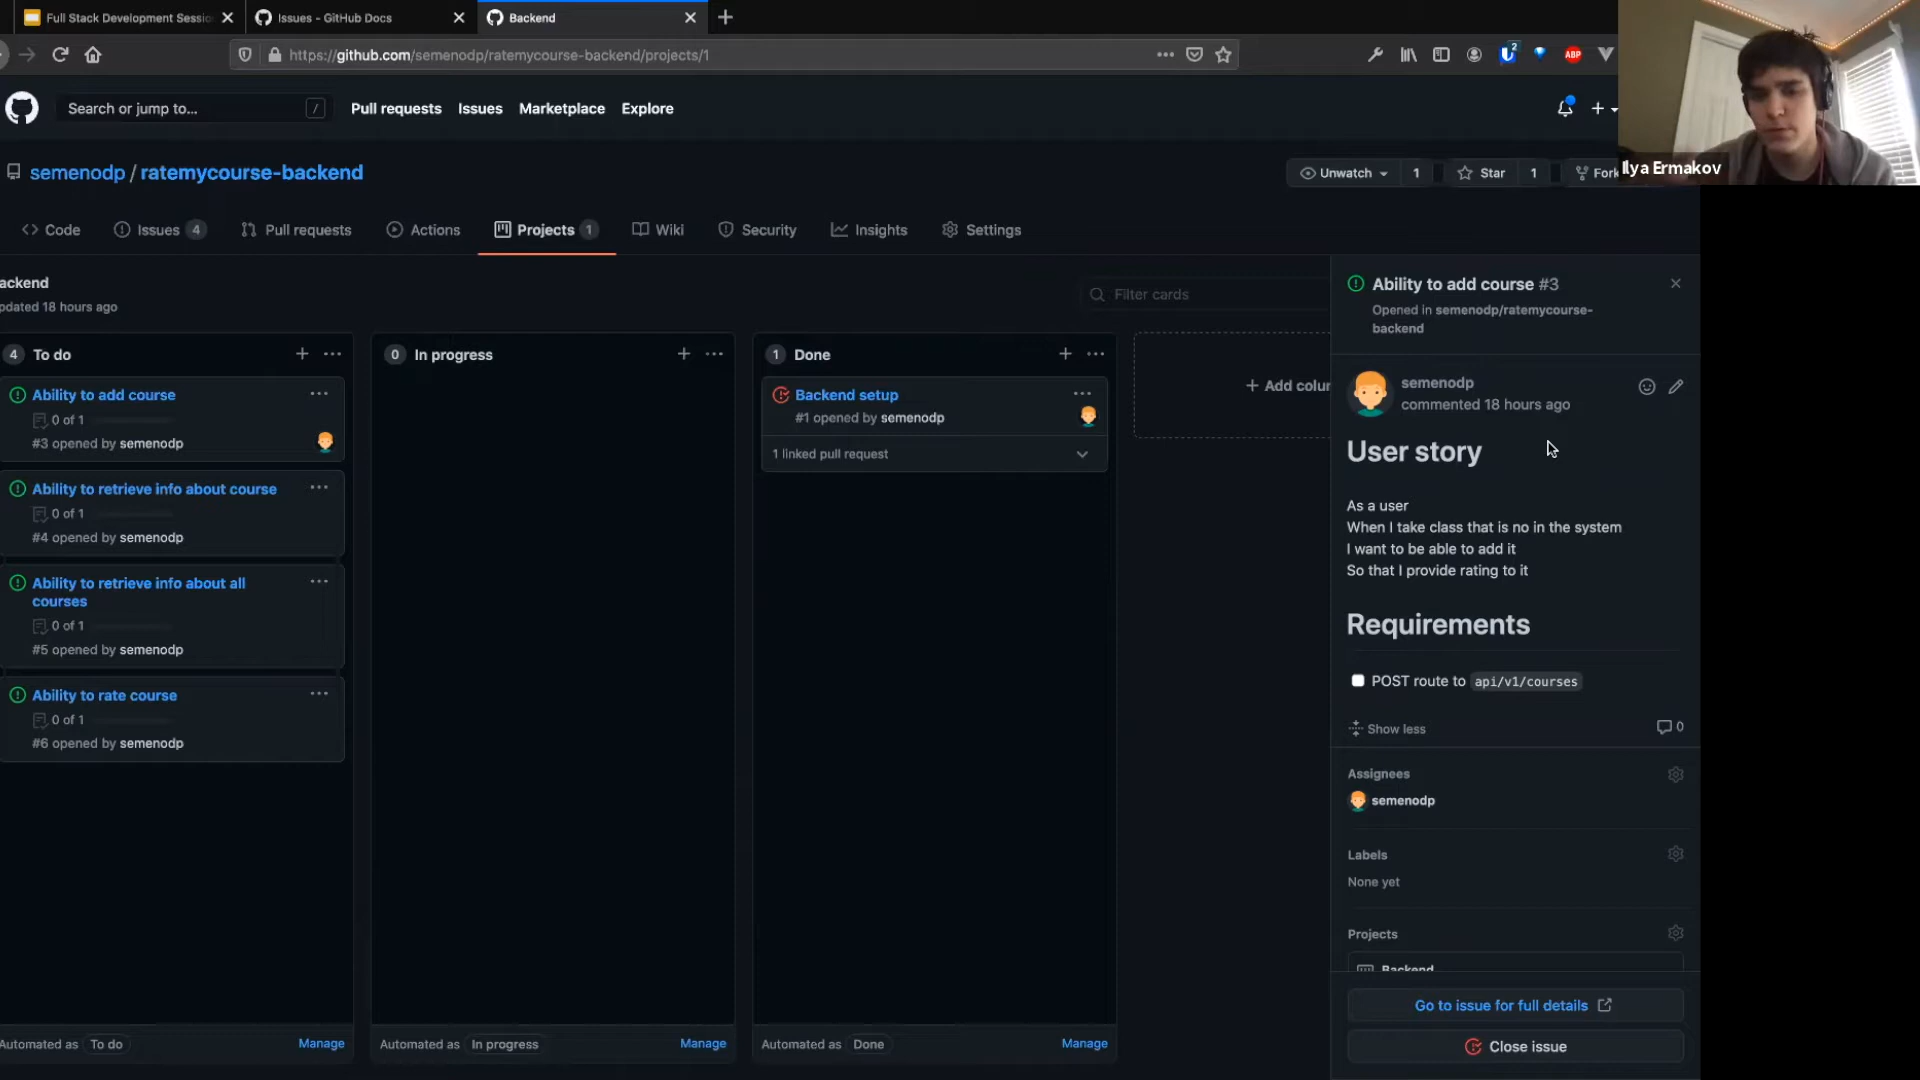 Full Stack Development Sessio
Issues - GitHub Docs
Backend
https://github.com/semenodp/ratemycourse-backend/projects/1
2
ABP
Search or jump to...
/
Pull requests
Issues
Marketplace
Explore
Ilya Ermakov
semenodp / ratemycourse-backend
Unwatch
1
Star
1
Fork
Code
Issues 4
Pull requests
Actions
Projects 1
Wiki
Security
Insights
Settings
ackend
pdated 18 hours ago
Filter cards
4 To do
Ability to add course
0 of 1
#3 opened by semenodp
Ability to retrieve info about course
0 of 1
#4 opened by semenodp
Ability to retrieve info about all
courses
0 of 1
#5 opened by semenodp
Ability to rate course
0 of 1
#6 opened by semenodp
Automated as To do
Manage
0 In progress
Automated as In progress
Manage
1 Done
Backend setup
#1 opened by semenodp
1 linked pull request
Automated as Done
Manage
+ Add colur
Ability to add course #3
Opened in semenodp/ratemycourse-
backend
semenodp
commented 18 hours ago
User story
As a user
When I take class that is no in the system
I want to be able to add it
So that I provide rating to it
Requirements
POST route to api/v1/courses
Show less
0
Assignees
semenodp
Labels
None yet
Projects
Backend
Go to issue for full details
Close issue